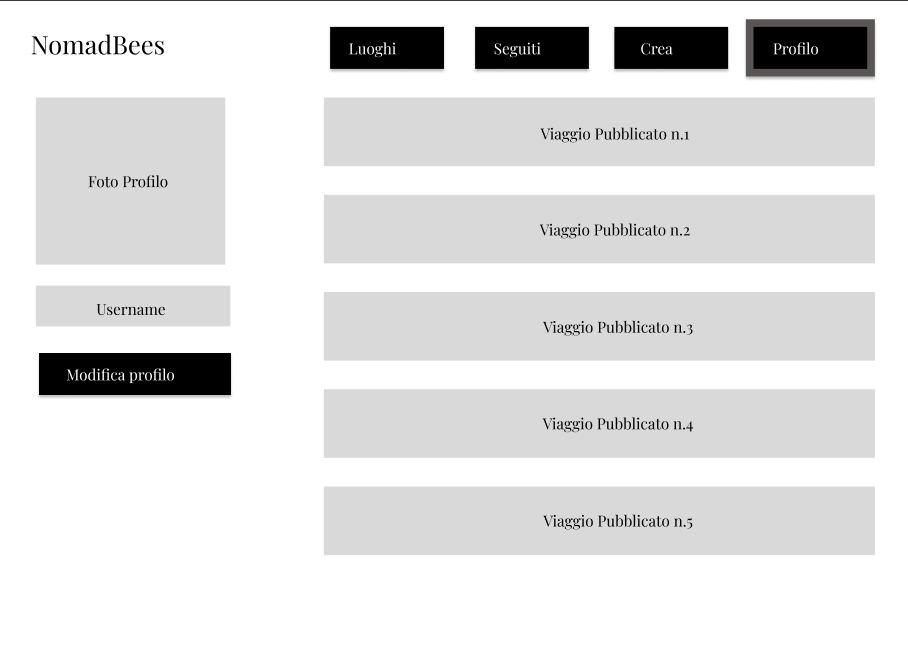 NomadBees
Luoghi
Seguiti
Crea
Profilo
Foto Profilo
Username
Modifica profilo
Viaggio Pubblicato n.1
Viaggio Pubblicato n.2
Viaggio Pubblicato n.3
Viaggio Pubblicato n.4
Viaggio Pubblicato n.5